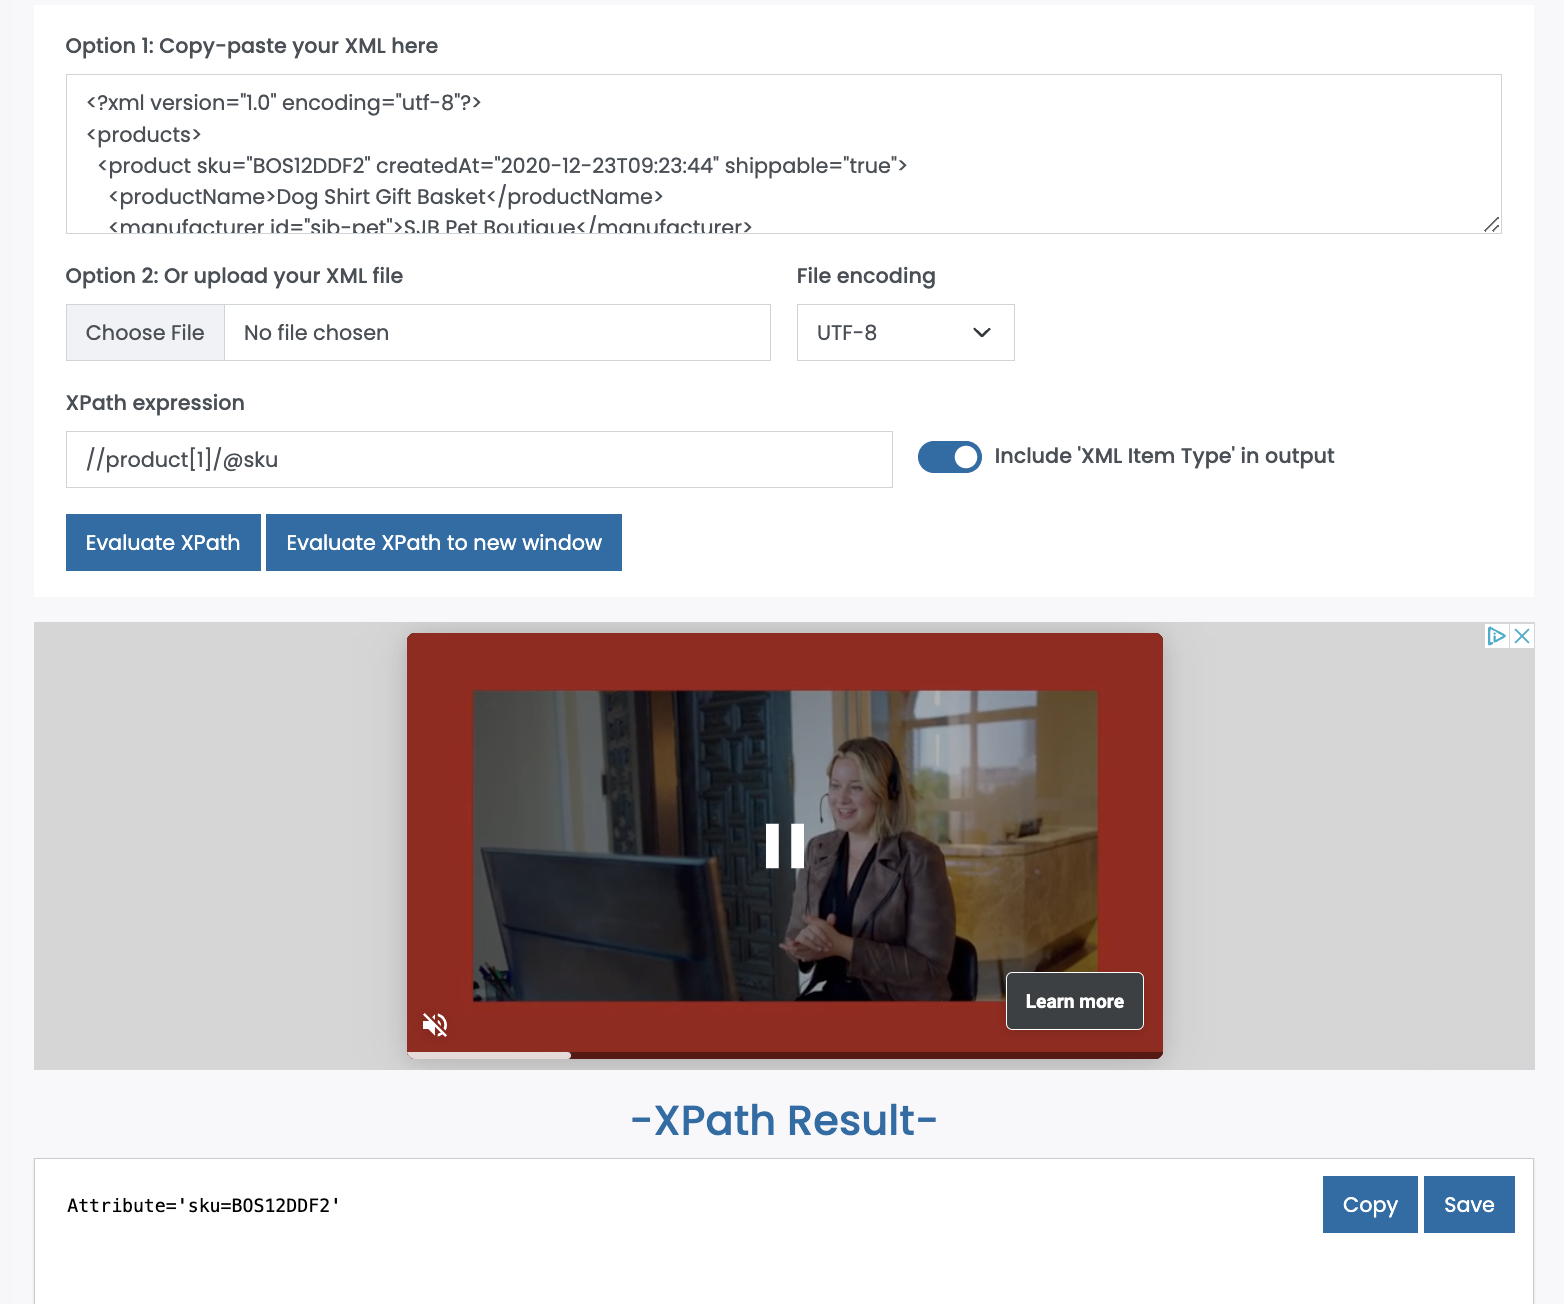 Option 1: Copy-paste your XML here
<?xml version="1.0" encoding="utf-8"?>
<products>
<product sku="BOS12DDF2" createdAt="2020-12-23T09:23:44" shippable="true">
<productName>Dog Shirt Gift Basket</productName>
<manufacturer id="sjb-pet">SJB Pet Boutique</manufacturer>
Option 2: Or upload your XML file
File encoding
Choose File No file chosen
UTF-8
XPath expression
//product[1]/@sku
Include 'XML Item Type' in output
Evaluate XPath
Evaluate XPath to new window
Learn more
-XPath Result-
Attribute='sku=BOS12DDF2'
Copy
Save